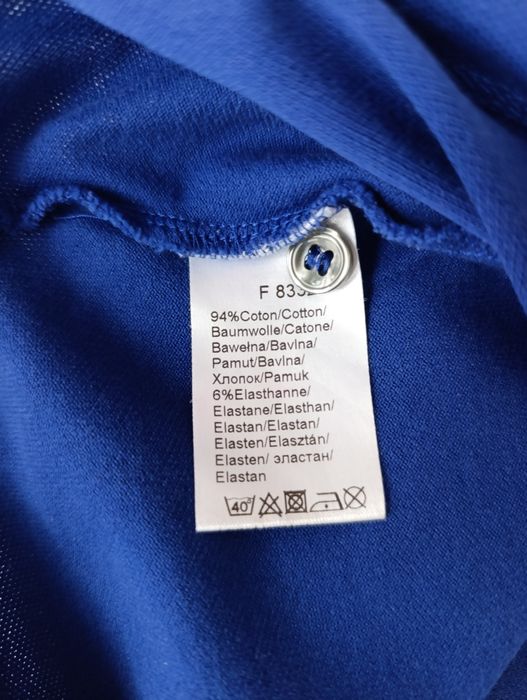 F 833
94%Coton/Cotton/
Baumwolle/Catone/
Bawełna/Bavlna/
Pamut/Bavlna/
Хлопок/Pamuk
6%Elasthanne/
Elastane/Elasthan/
Elastan/Elastan/
Elasten/Elasztán/
Elasten/ эластан/
Elastan
40°